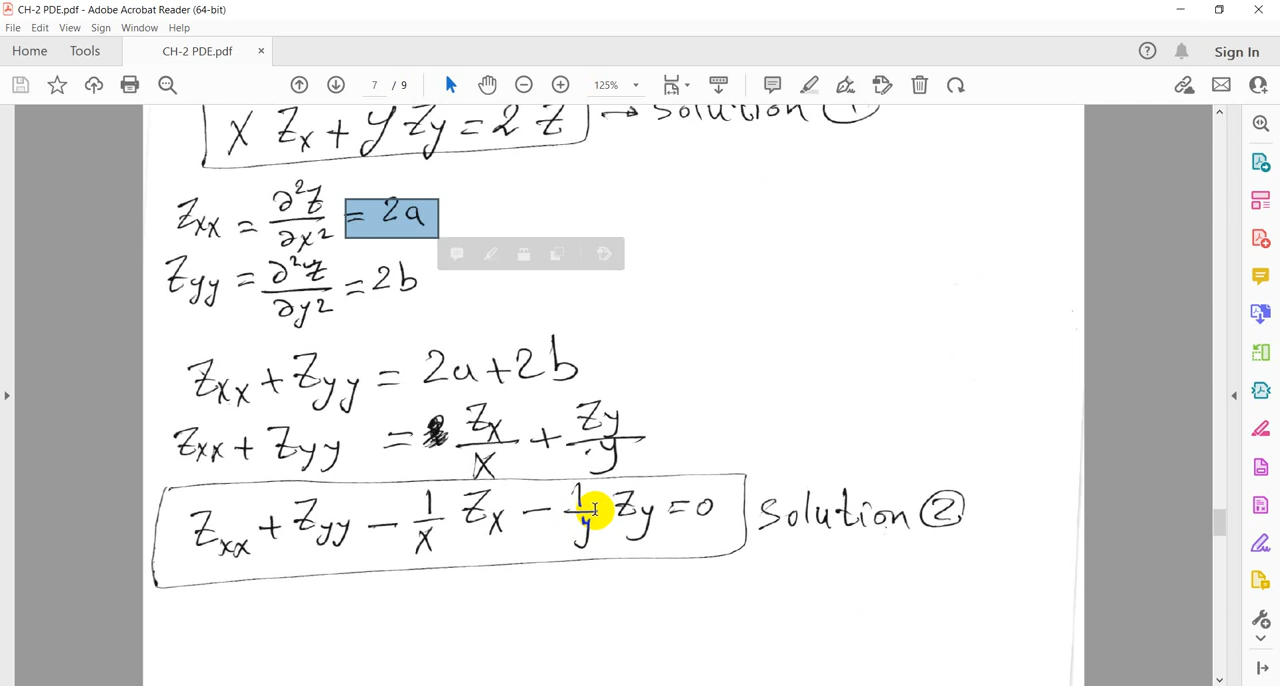 CH-2 PDE.pdf - Adobe Acrobat Reader (64-bit)
File Edit View Sign Window Help
Home Tools CH-2 PDE.pdf × Sign In
7 / 9 125%
x Zx + y Zy = 2 Z → solution ①
Zxx = ∂²Z/∂x² = 2a
Zyy = ∂²Z/∂y² = 2b
Zxx + Zyy = 2a + 2b
Zxx + Zyy = Zx/x + Zy/y
Zxx + Zyy - 1/x Zx - 1/y Zy = 0 solution ②